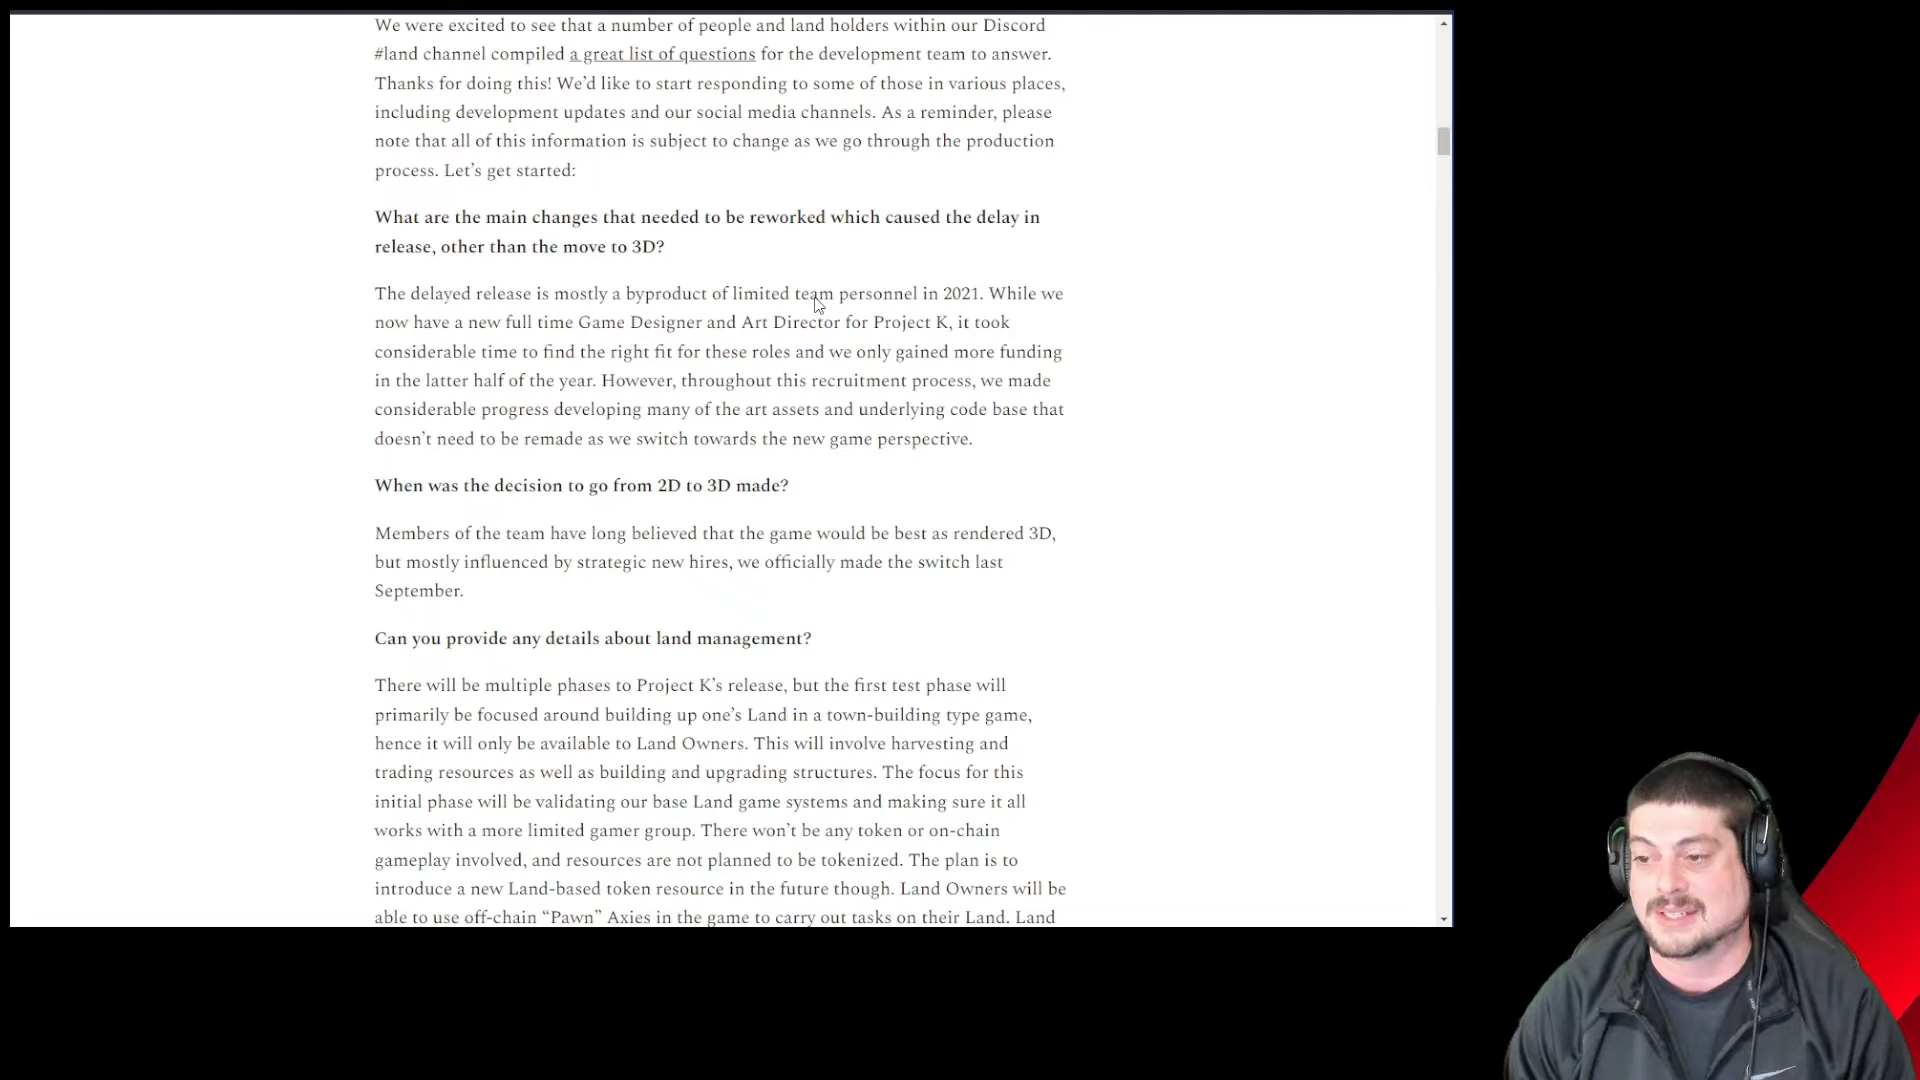 We were excited to see that a number of people and land holders within our Discord
#land channel compiled a great list of questions for the development team to answer.
Thanks for doing this! We’d like to start responding to some of those in various places,
including development updates and our social media channels. As a reminder, please
note that all of this information is subject to change as we go through the production
process. Let’s get started:
What are the main changes that needed to be reworked which caused the delay in
release, other than the move to 3D?
The delayed release is mostly a byproduct of limited team personnel in 2021. While we
now have a new full time Game Designer and Art Director for Project K, it took
considerable time to find the right fit for these roles and we only gained more funding
in the latter half of the year. However, throughout this recruitment process, we made
considerable progress developing many of the art assets and underlying code base that
doesn’t need to be remade as we switch towards the new game perspective.
When was the decision to go from 2D to 3D made?
Members of the team have long believed that the game would be best as rendered 3D,
but mostly influenced by strategic new hires, we officially made the switch last
September.
Can you provide any details about land management?
There will be multiple phases to Project K’s release, but the first test phase will
primarily be focused around building up one’s Land in a town-building type game,
hence it will only be available to Land Owners. This will involve harvesting and
trading resources as well as building and upgrading structures. The focus for this
initial phase will be validating our base Land game systems and making sure it all
works with a more limited gamer group. There won’t be any token or on-chain
gameplay involved, and resources are not planned to be tokenized. The plan is to
introduce a new Land-based token resource in the future though. Land Owners will be
able to use off-chain “Pawn” Axies in the game to carry out tasks on their Land. Land